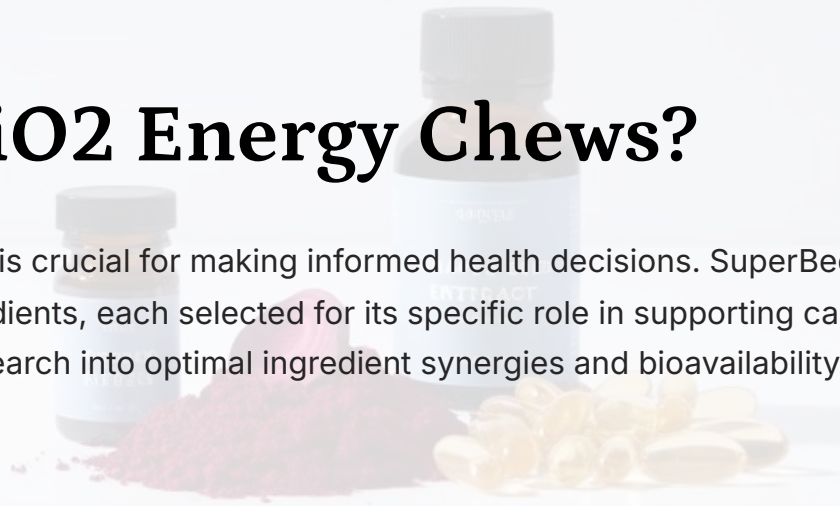 iO2 Energy Chews?
is crucial for making informed health decisions. SuperBee
dients, each selected for its specific role in supporting ca
earch into optimal ingredient synergies and bioavailability